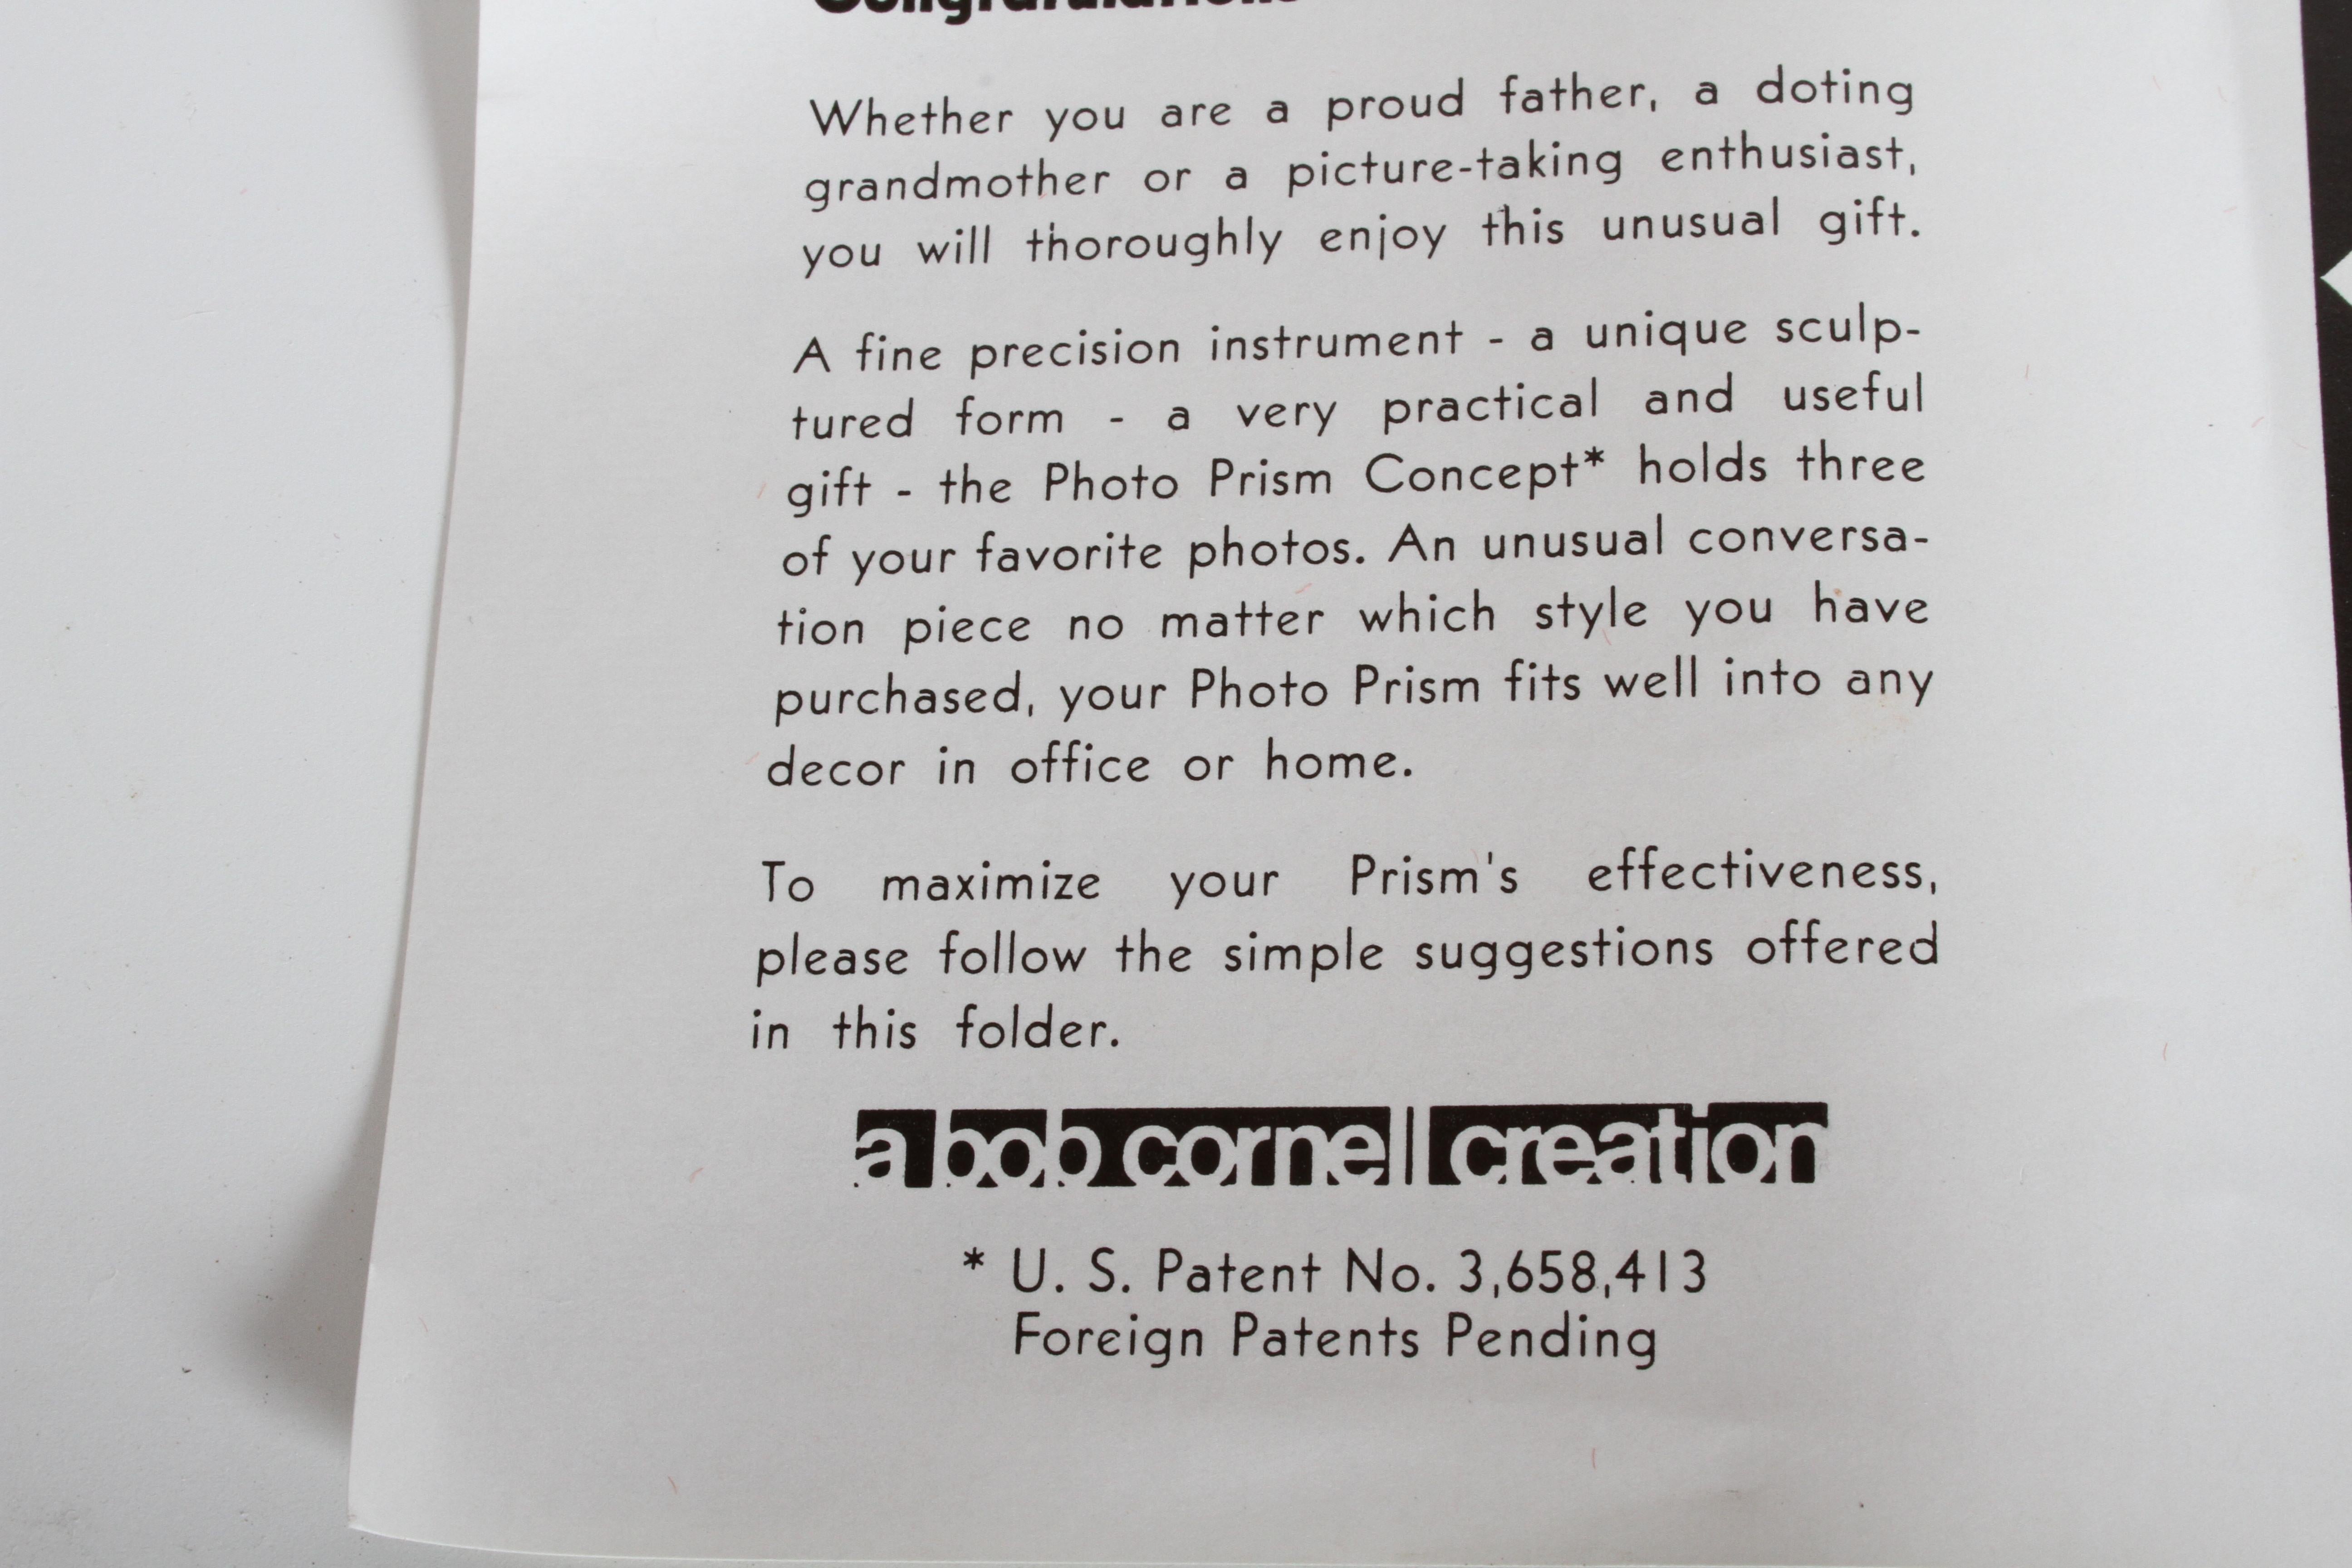 Congratulations
Whether you are a proud father, a doting
grandmother or a picture-taking enthusiast,
you will thoroughly enjoy this unusual gift.
A fine precision instrument - a unique sculp-
tured form - a very practical and useful
gift - the Photo Prism Concept* holds three
of your favorite photos. An unusual conversa-
tion piece no matter which style you have
purchased, your Photo Prism fits well into any
decor in office or home.
To maximize your Prism's effectiveness,
please follow the simple suggestions offered
in this folder.
a bob cornell creation
* U. S. Patent No. 3,658,413
Foreign Patents Pending